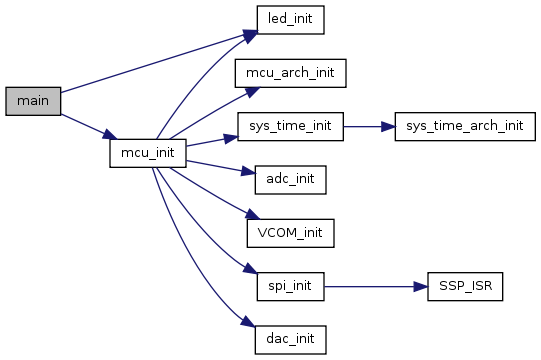 led_init
mcu_arch_init
main
sys_time_init
sys_time_arch_init
mcu_init
adc_init
VCOM_init
spi_init
SSP_ISR
dac_init